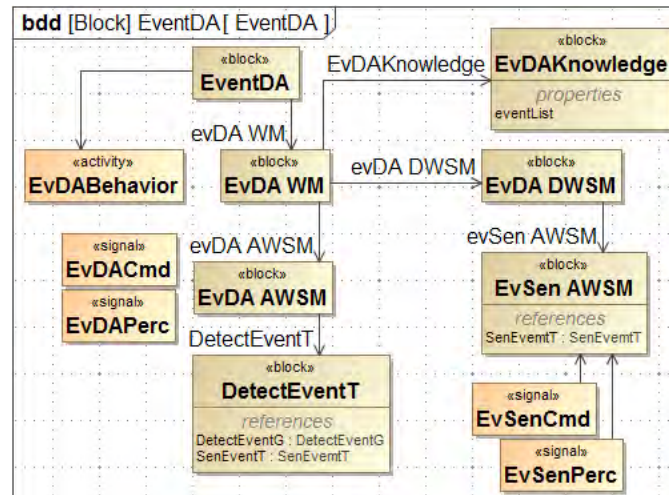 bdd [Block] EventDA [ EventDA ]
«block»
EventDA
EvDAKnowledge
«block»
EvDAKnowledge
properties
eventList
evDA WM
«activity»
EvDABehavior
«block»
EvDA WM
evDA DWSM
«block»
EvDA DWSM
«signal»
EvDACmd
«signal»
EvDAPerc
evDA AWSM
«block»
EvDA AWSM
evSen AWSM
«block»
EvSen AWSM
references
SenEvemtT : SenEvemtT
DetectEventT
«block»
DetectEventT
references
DetectEventG : DetectEventG
SenEventT : SenEvemtT
«signal»
EvSenCmd
«signal»
EvSenPerc